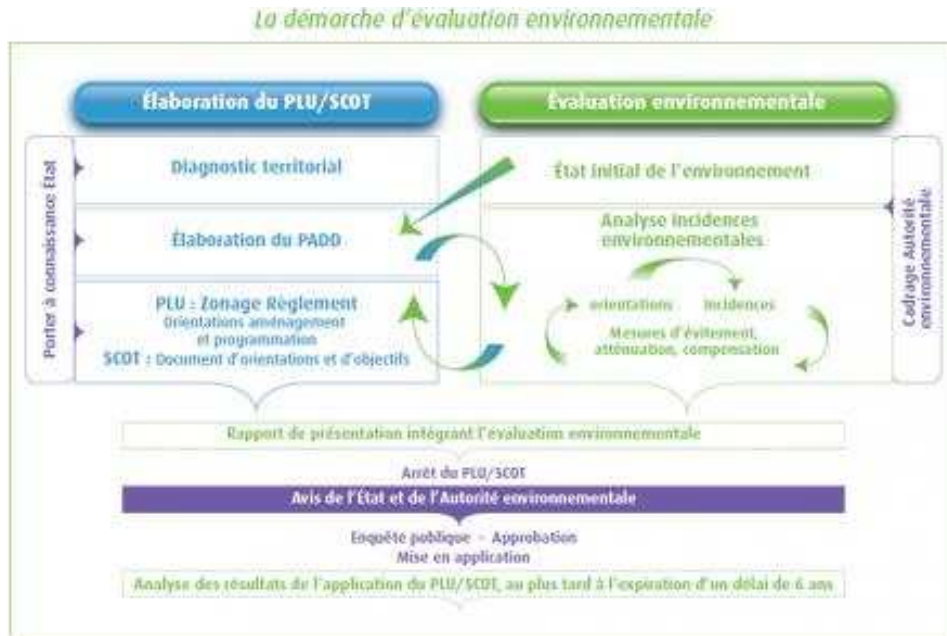 La démarche d'évaluation environnementale
Élaboration du PLU/SCOT
Évaluation environnementale
Porter à connaissance Etat
Diagnostic territorial
État Initial de l'environnement
Élaboration du PADD
Analyse Incidences
environnementales
Cadrage Autorité
environnementale
PLU : Zonage Règlement
Orientations aménagement
et programmation
SCOT : Document d'orientations et d'objectifs
orientations
incidences
Mesures d'évitement,
atténuation, compensation
Rapport de présentation intégrant l'évaluation environnementale
Arrêt du PLU/SCOT
Avis de l'État et de l'Autorité environnementale
Enquête publique - Approbation
Mise en application
Analyse des résultats de l'application du PLU/SCOT, au plus tard à l'expiration d'un délai de 6 ans